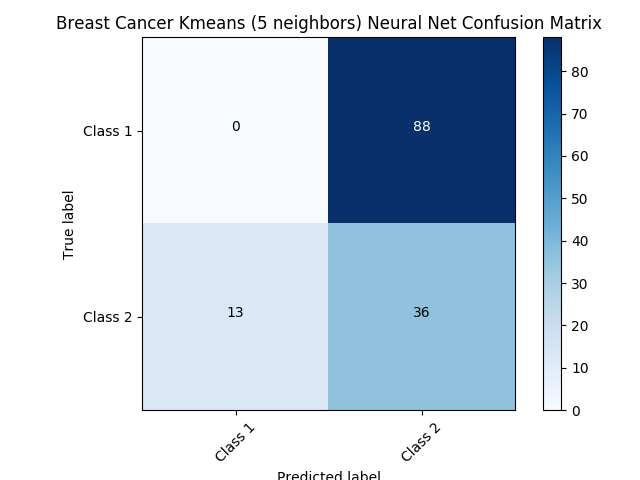 Breast Cancer Kmeans (5 neighbors) Neural Net Confusion Matrix
Class 1
0
88
Class 2
13
36
True label
Class 1
Class 2
Predicted label
80
70
60
50
40
30
20
10
0